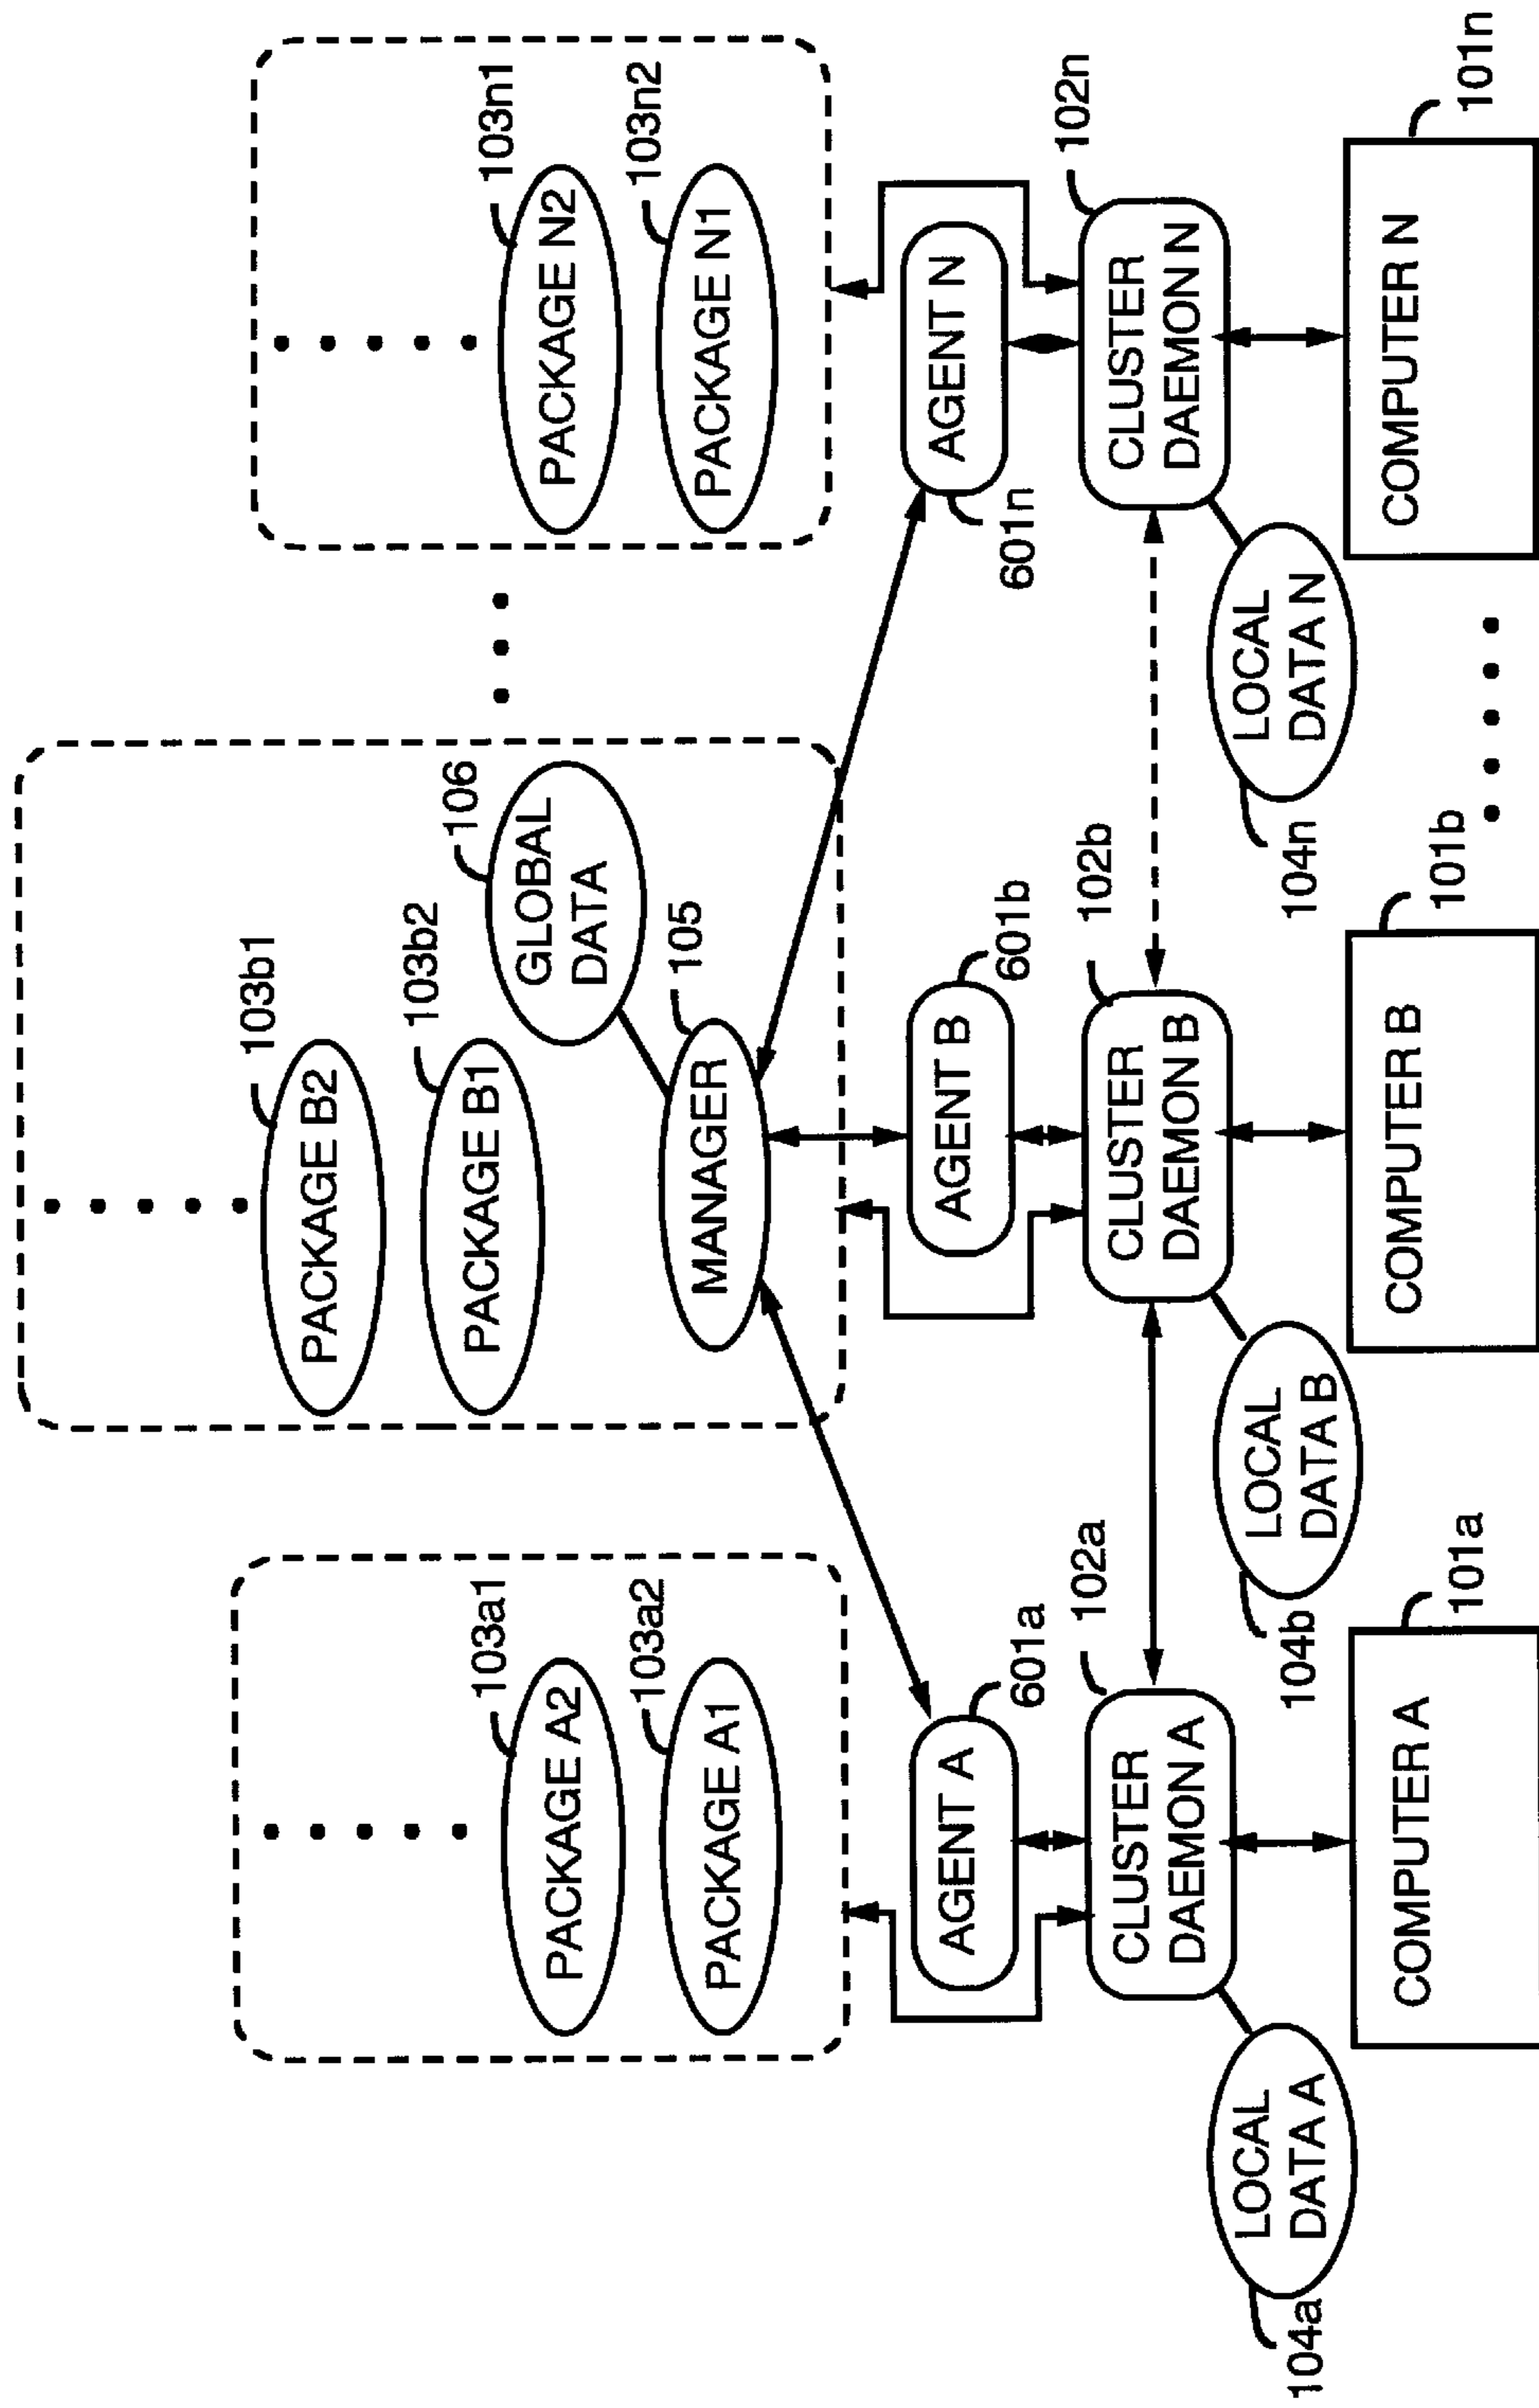 103b1
PACKAGE B2
103b2
PACKAGE B1
106
GLOBAL
DATA
105
MANAGER
103a1
PACKAGE A2
103a2
PACKAGE A1
103n1
PACKAGE N2
103n2
PACKAGE N1
AGENT A
601a
AGENT B
601b
AGENT N
601n
102a
CLUSTER
DAEMON A
102b
CLUSTER
DAEMON B
102n
CLUSTER
DAEMON N
104a
LOCAL
DATA A
104b
LOCAL
DATA B
104n
LOCAL
DATA N
101a
COMPUTER A
101b
COMPUTER B
101n
COMPUTER N